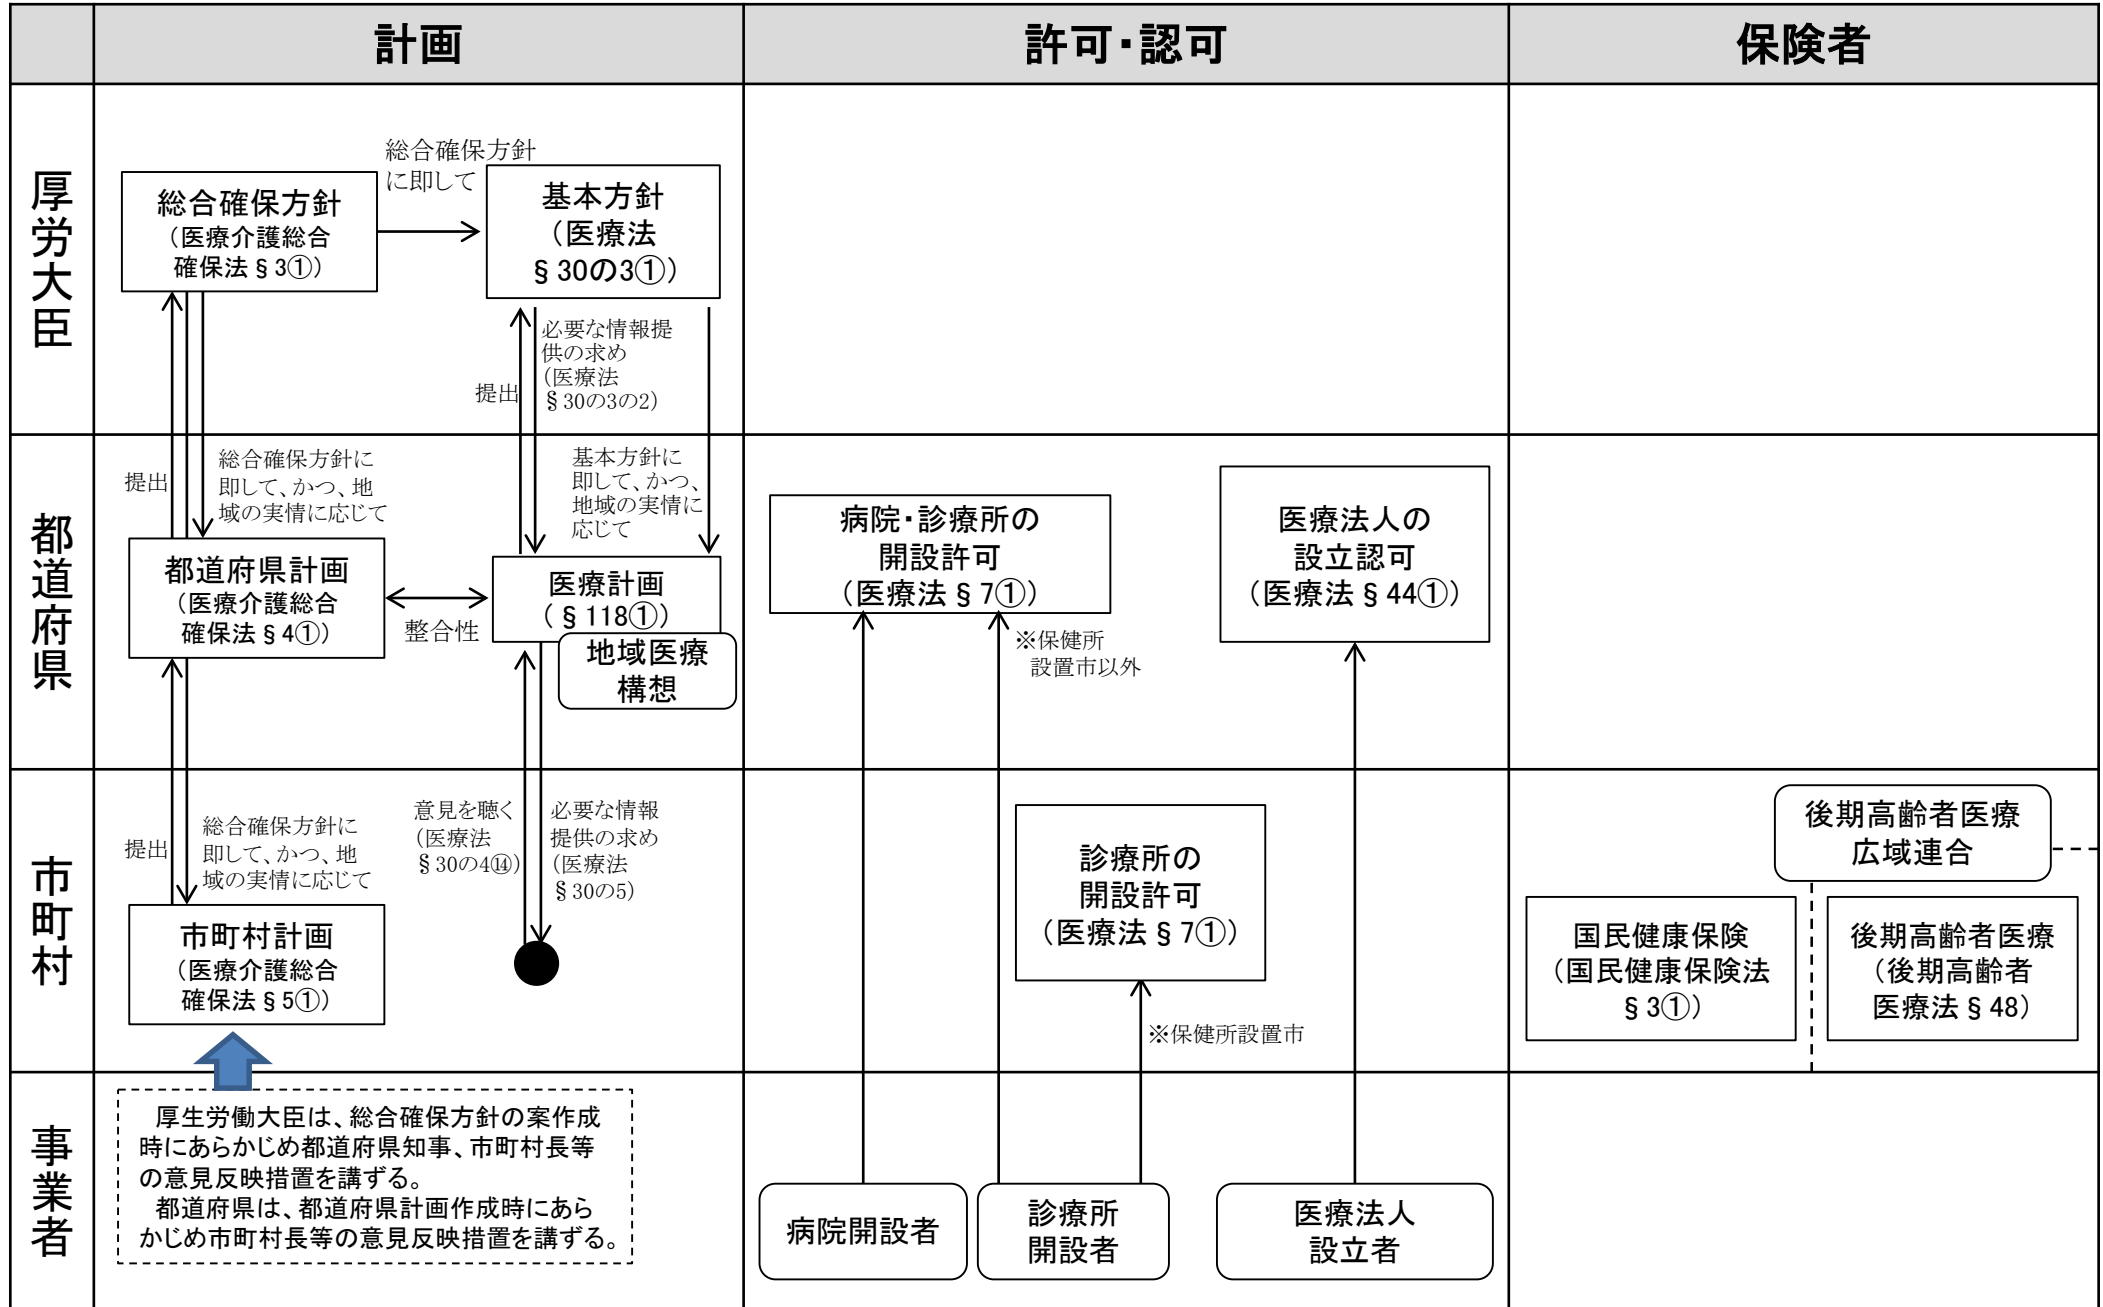 計画
許可・認可
保険者
厚労大臣
総合確保方針
（医療介護総合
確保法§3①）
総合確保方針
に即して
基本方針
（医療法
§30の3①）
提出
必要な情報提
供の求め
（医療法
§30の3の2）
都道府県
提出
総合確保方針に
即して、かつ、地
域の実情に応じて
基本方針に
即して、かつ、
地域の実情に
応じて
都道府県計画
（医療介護総合
確保法§4①）
整合性
医療計画
（§118①）
地域医療
構想
病院・診療所の
開設許可
（医療法§7①）
※保健所
設置市以外
医療法人の
設立認可
（医療法§44①）
市町村
提出
総合確保方針に
即して、かつ、地
域の実情に応じて
意見を聴く
（医療法
§30の4⑭）
必要な情報
提供の求め
（医療法
§30の5）
市町村計画
（医療介護総合
確保法§5①）
診療所の
開設許可
（医療法§7①）
※保健所設置市
後期高齢者医療
広域連合
国民健康保険
（国民健康保険法
§3①）
後期高齢者医療
（後期高齢者
医療法§48）
事業者
厚生労働大臣は、総合確保方針の案作成
時にあらかじめ都道府県知事、市町村長等
の意見反映措置を講ずる。
都道府県は、都道府県計画作成時にあら
かじめ市町村長等の意見反映措置を講ずる。
病院開設者
診療所
開設者
医療法人
設立者